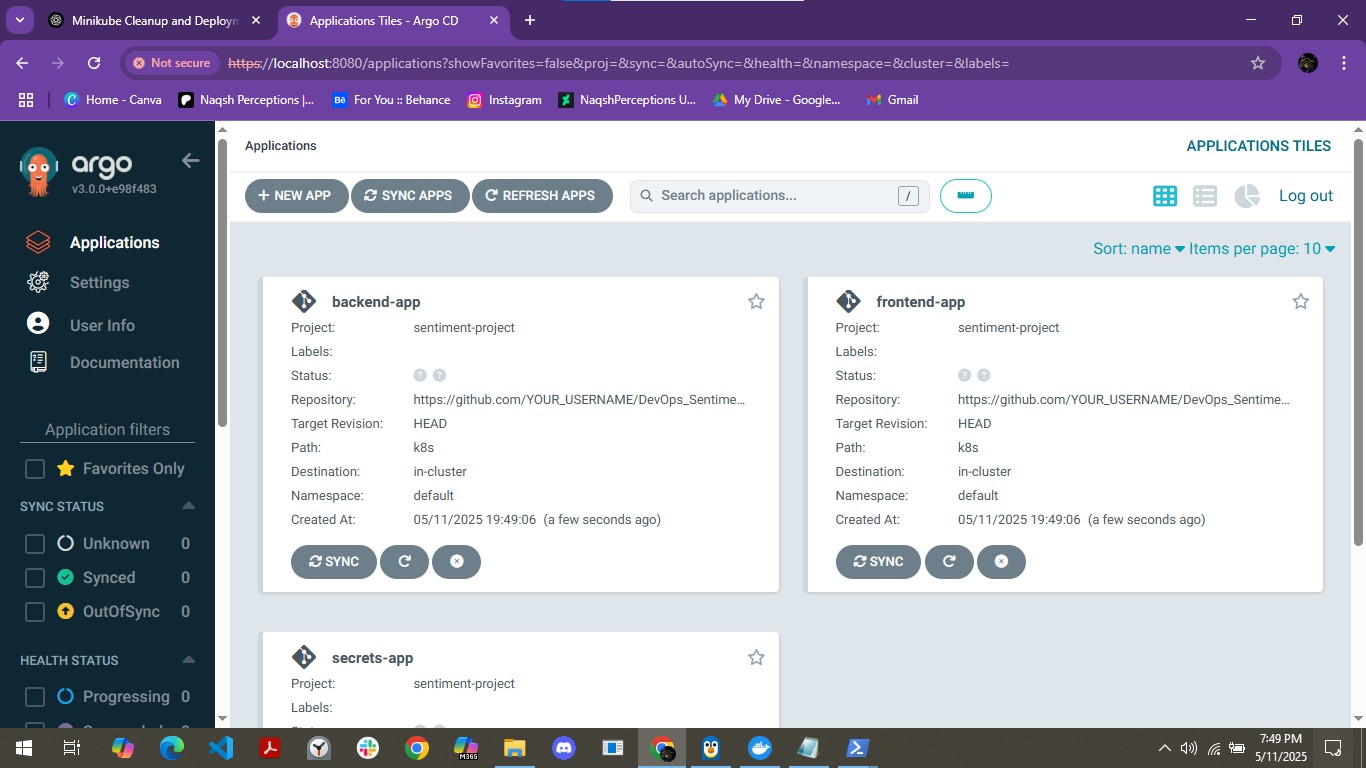 Minikube Cleanup and Deploym
Applications Tiles - Argo CD
Not secure
https://localhost:8080/applications?showFavorites=false&proj=&sync=&autoSync=&health=&namespace=&cluster=&labels=
Home - Canva
Naqsh Perceptions |...
For You :: Behance
Instagram
NaqshPerceptions U...
My Drive - Google...
Gmail
argo
v3.0.0+e98f483
Applications
Settings
User Info
Documentation
Application filters
Favorites Only
SYNC STATUS
Unknown 0
Synced 0
OutOfSync 0
HEALTH STATUS
Progressing 0
Applications
APPLICATIONS TILES
+ NEW APP
SYNC APPS
REFRESH APPS
Search applications...
/
Log out
Sort: name
Items per page: 10
backend-app
Project: sentiment-project
Labels:
Status: ? ?
Repository: https://github.com/YOUR_USERNAME/DevOps_Sentime...
Target Revision: HEAD
Path: k8s
Destination: in-cluster
Namespace: default
Created At: 05/11/2025 19:49:06 (a few seconds ago)
SYNC
frontend-app
Project: sentiment-project
Labels:
Status: ? ?
Repository: https://github.com/YOUR_USERNAME/DevOps_Sentime...
Target Revision: HEAD
Path: k8s
Destination: in-cluster
Namespace: default
Created At: 05/11/2025 19:49:06 (a few seconds ago)
SYNC
secrets-app
Project: sentiment-project
Labels:
M365
7:49 PM
5/11/2025